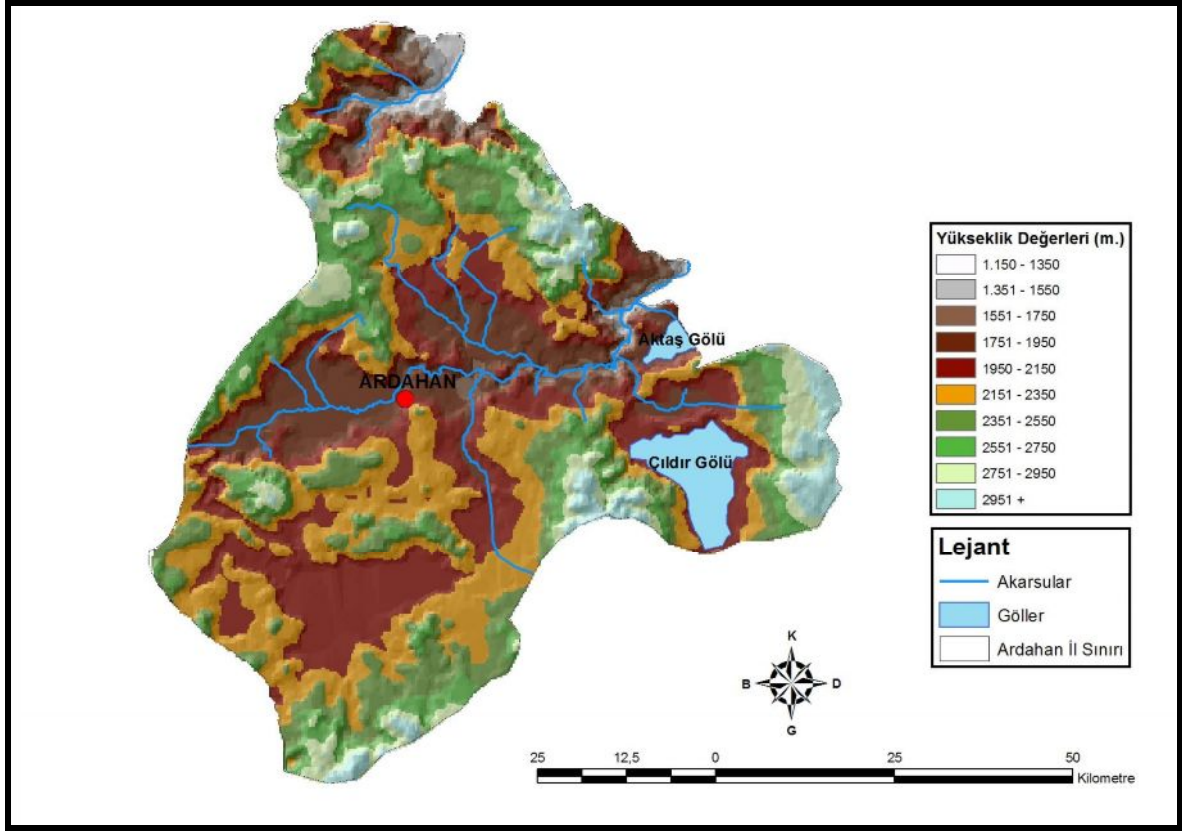 Aktaş Gölü
ARDAHAN
Çıldır Gölü
Yükseklik Değerleri (m.)
1.150 - 1350
1.351 - 1550
1551 - 1750
1751 - 1950
1950 - 2150
2151 - 2350
2351 - 2550
2551 - 2750
2751 - 2950
2951 +
Lejant
Akarsular
Göller
Ardahan İl Sınırı
K
B D
G
25 12,5 0 25 50
Kilometre